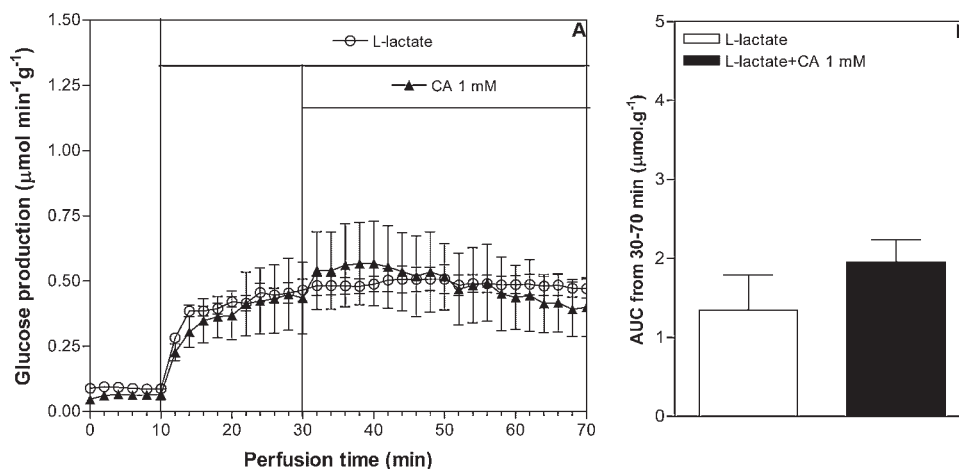 A
L-lactate
CA 1 mM
Glucose production (μmol min⁻¹g⁻¹)
1.50
1.25
1.00
0.75
0.50
0.25
0.00
0 10 20 30 40 50 60 70
Perfusion time (min)
L-lactate
L-lactate+CA 1 mM
AUC from 30-70 min (μmol.g)
5
4
3
2
1
0